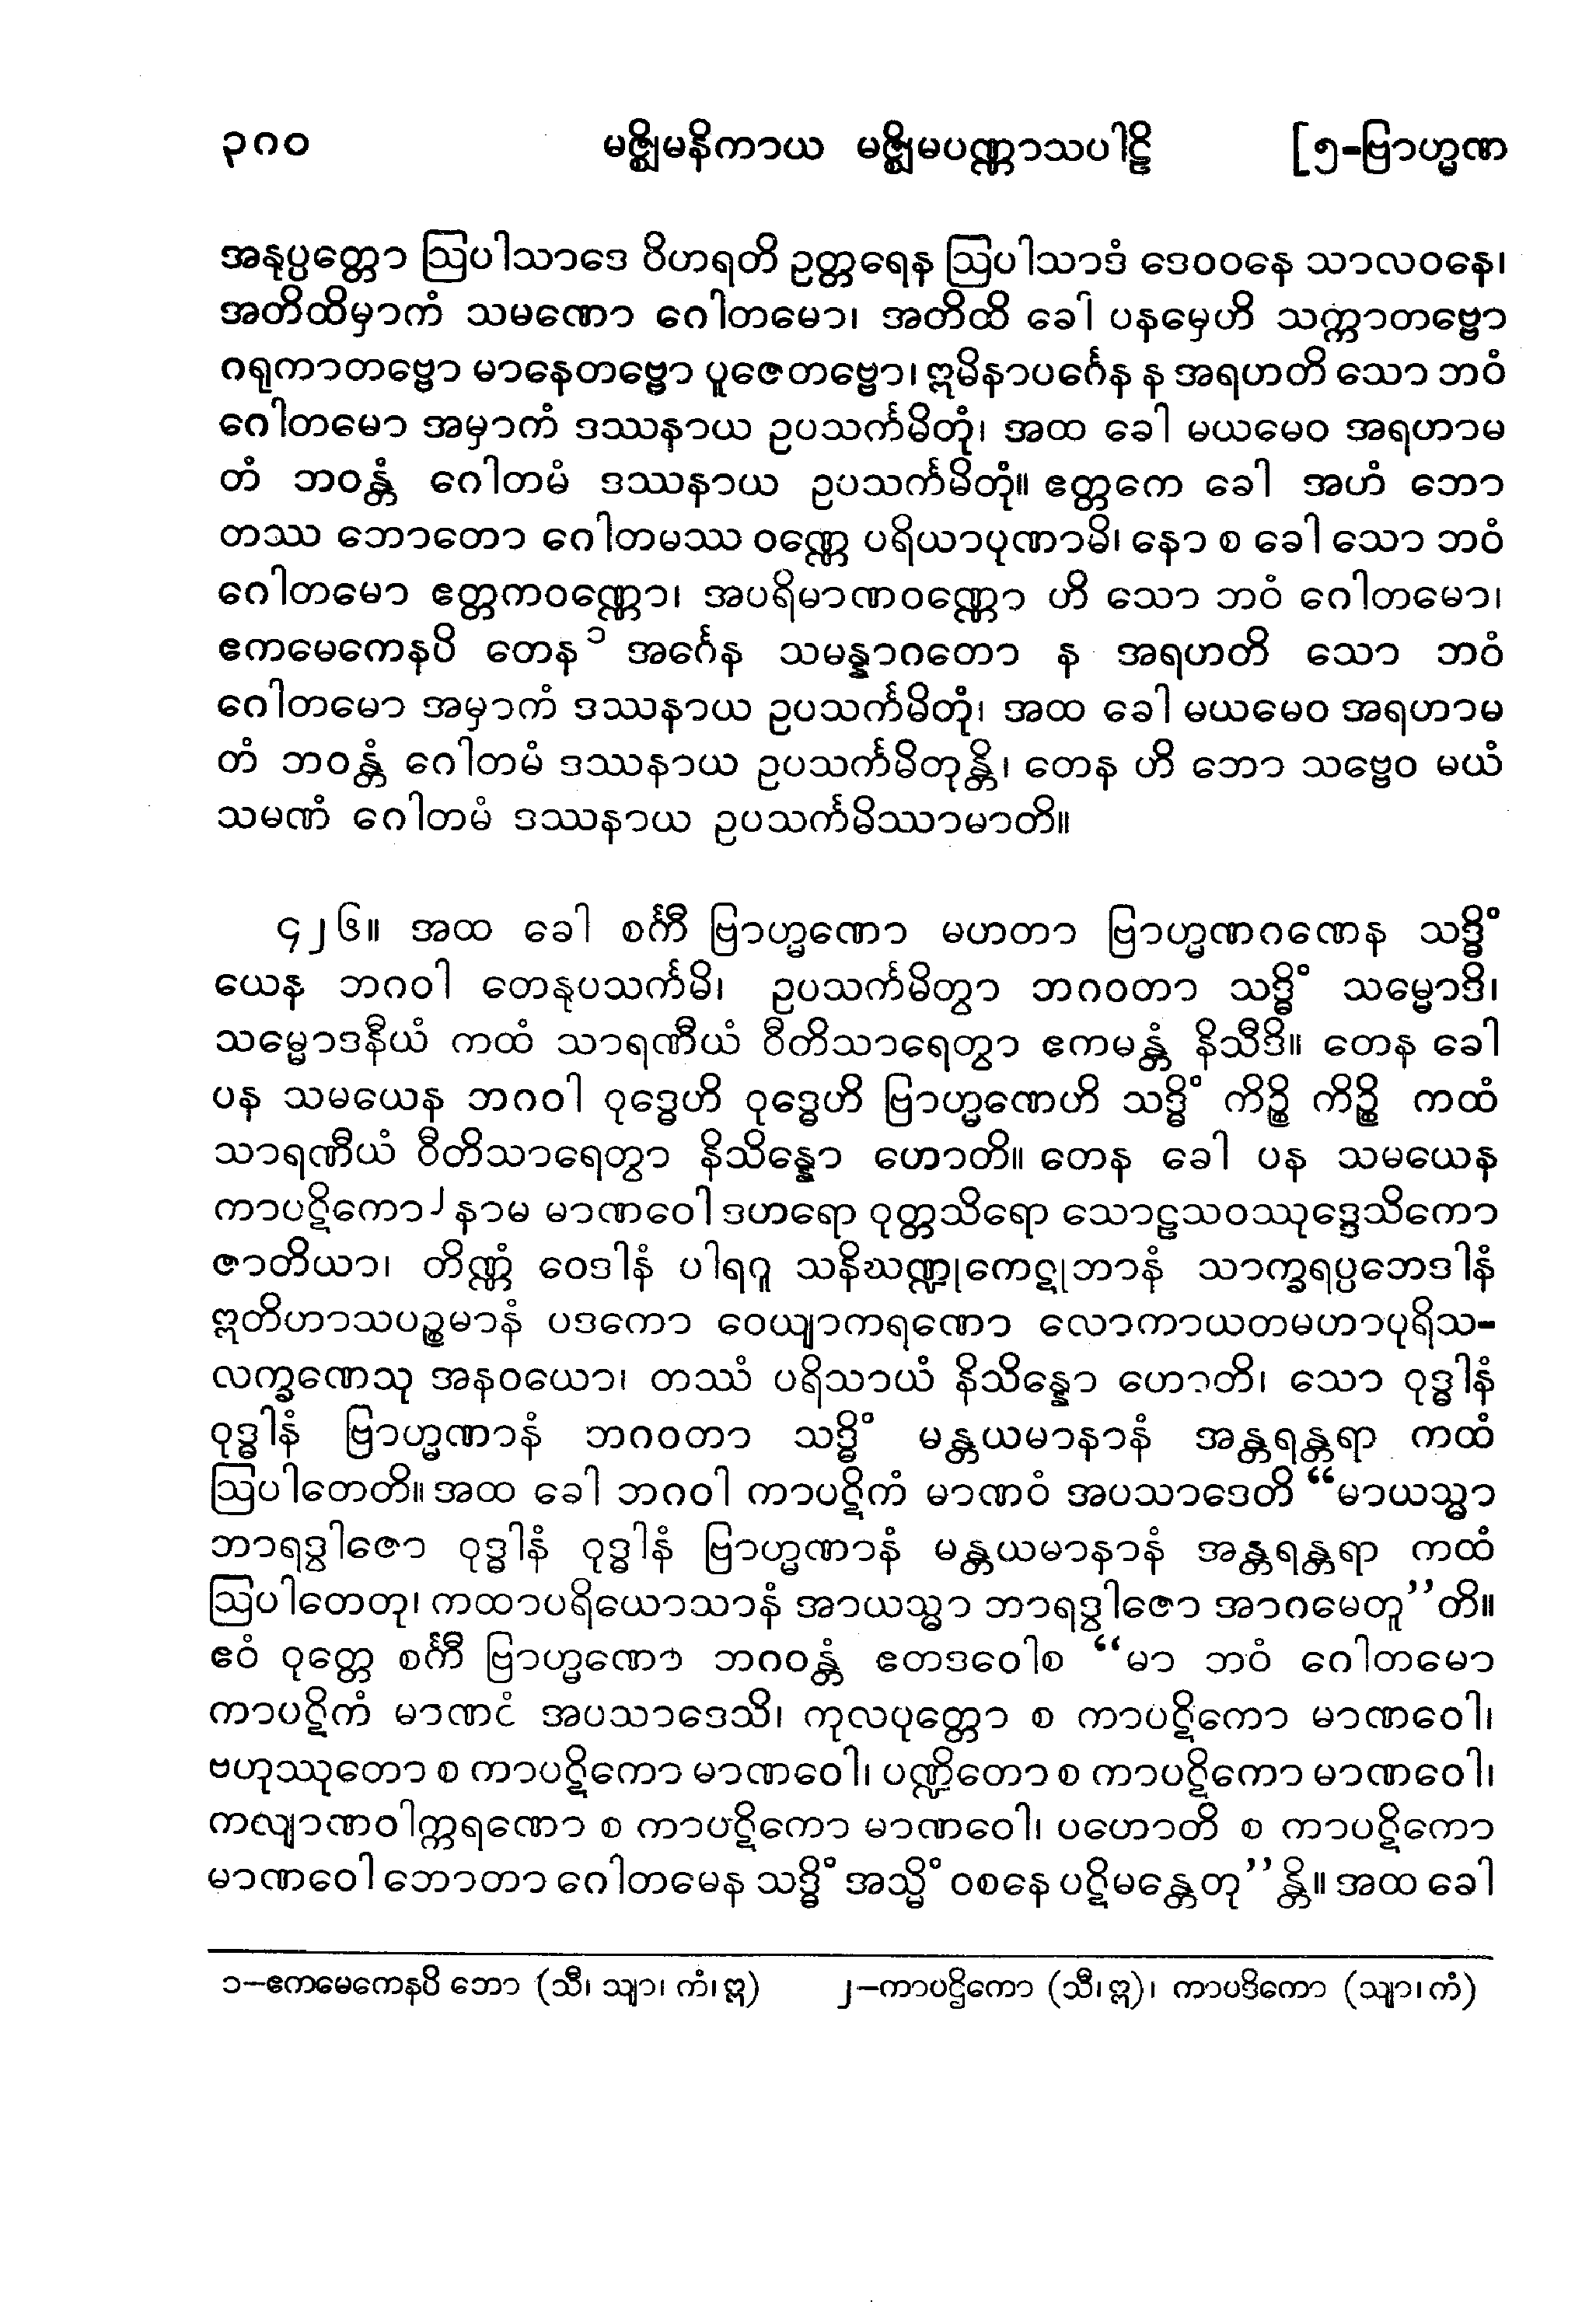 ၃၁၀ မဇ္ဈိမနိကာယ မဇ္ဈိမပဏ္ဏာသပါဠိ [၅-ဗြာဟ္မဏ
အနုပ္ပတ္တော ဩပါသာဒေ ဝိဟရတိ ဥတ္တရေန ဩပါသာဒံ ဒေဝဝနေ သာလဝနေ၊
အတိထိမှာကံ သမဏော ဂေါတမော၊ အတိထိ ခေါ ပနမှေဟိ သက္ကာတဗ္ဗော
ဂရုကာတဗ္ဗော မာနေတဗ္ဗော ပူဇေတဗ္ဗော၊ ဣမိနာပင်္ဂေန န အရဟတိ သော ဘဝံ
ဂေါတမော အမှာကံ ဒဿနာယ ဥပသင်္ကမိတုံ၊ အထ ခေါ မယမေဝ အရဟာမ
တံ ဘဝန္တံ ဂေါတမံ ဒဿနာယ ဥပသင်္ကမိတုံ။ ဧတ္တကေ ခေါ အဟံ ဘော
တဿ ဘောတော ဂေါတမဿ ဝဏ္ဏေ ပရိယာပုဏာမိ၊ နော စ ခေါ သော ဘဝံ
ဂေါတမော ဧတ္တကဝဏ္ဏော၊ အပရိမာဏဝဏ္ဏော ဟိ သော ဘဝံ ဂေါတမော၊
ဧကမေကေနပိ တေန၁ အင်္ဂေန သမန္နာဂတော န အရဟတိ သော ဘဝံ
ဂေါတမော အမှာကံ ဒဿနာယ ဥပသင်္ကမိတုံ၊ အထ ခေါ မယမေဝ အရဟာမ
တံ ဘဝန္တံ ဂေါတမံ ဒဿနာယ ဥပသင်္ကမိတုန္တိ၊ တေန ဟိ ဘော သဗ္ဗေဝ မယံ
သမဏံ ဂေါတမံ ဒဿနာယ ဥပသင်္ကမိဿာမာတိ။
၄၂၆။ အထ ခေါ စင်္ကီ ဗြာဟ္မဏော မဟတာ ဗြာဟ္မဏဂဏေန သဒ္ဓိံ
ယေန ဘဂဝါ တေနုပသင်္ကမိ၊ ဥပသင်္ကမိတွာ ဘဂဝတာ သဒ္ဓိံ သမ္မောဒိ၊
သမ္မောဒနီယံ ကထံ သာရဏီယံ ဝီတိသာရေတွာ ဧကမန္တံ နိသီဒိ။ တေန ခေါ
ပန သမယေန ဘဂဝါ ဝုဒ္ဓေဟိ ဝုဒ္ဓေဟိ ဗြာဟ္မဏေဟိ သဒ္ဓိံ ကိဉ္စိ ကိဉ္စိ ကထံ
သာရဏီယံ ဝီတိသာရေတွာ နိသိန္နော ဟောတိ။ တေန ခေါ ပန သမယေန
ကာပဋိကော၂ နာမ မာဏဝေါ ဒဟရော ဝုတ္တသိရော သောဠသဝဿုဒ္ဒေသိကော
ဇာတိယာ၊ တိဏ္ဏံ ဝေဒါနံ ပါရဂူ သနိဃဏ္ဍုကေဋုဘာနံ သာက္ခရပ္ပဘေဒါနံ
ဣတိဟာသပဉ္စမာနံ ပဒကော ဝေယျာကရဏော လောကာယတမဟာပုရိသ-
လက္ခဏေသု အနဝယော၊ တဿံ ပရိသာယံ နိသိန္နော ဟောတိ၊ သော ဝုဒ္ဓါနံ
ဝုဒ္ဓါနံ ဗြာဟ္မဏာနံ ဘဂဝတာ သဒ္ဓိံ မန္တယမာနာနံ အန္တရန္တရာ ကထံ
ဩပါတေတိ။ အထ ခေါ ဘဂဝါ ကာပဋိကံ မာဏဝံ အပသာဒေတိ “မာယသ္မာ
ဘာရဒွါဇော ဝုဒ္ဓါနံ ဝုဒ္ဓါနံ ဗြာဟ္မဏာနံ မန္တယမာနာနံ အန္တရန္တရာ ကထံ
ဩပါတေတု၊ ကထာပရိယောသာနံ အာယသ္မာ ဘာရဒွါဇော အာဂမေတူ”တိ။
ဧဝံ ဝုတ္တေ စင်္ကီ ဗြာဟ္မဏော ဘဂဝန္တံ ဧတဒဝေါစ “မာ ဘဝံ ဂေါတမော
ကာပဋိကံ မာဏဝံ အပသာဒေသိ၊ ကုလပုတ္တော စ ကာပဋိကော မာဏဝေါ၊
ဗဟုဿုတော စ ကာပဋိကော မာဏဝေါ၊ ပဏ္ဍိတော စ ကာပဋိကော မာဏဝေါ၊
ကလျာဏဝါက္ကရဏော စ ကာပဋိကော မာဏဝေါ၊ ပဟောတိ စ ကာပဋိကော
မာဏဝေါ ဘောတာ ဂေါတမေန သဒ္ဓိံ အသ္မိံ ဝစနေ ပဋိမန္တေတု”န္တိ။ အထ ခေါ
၁–ဧကမေကေနပိ ဘော (သီ၊ သျာ၊ ကံ၊ ဣ) ၂–ကာပဌိကော (သီ၊ ဣ)၊ ကာပဒိကော (သျာ၊ ကံ)